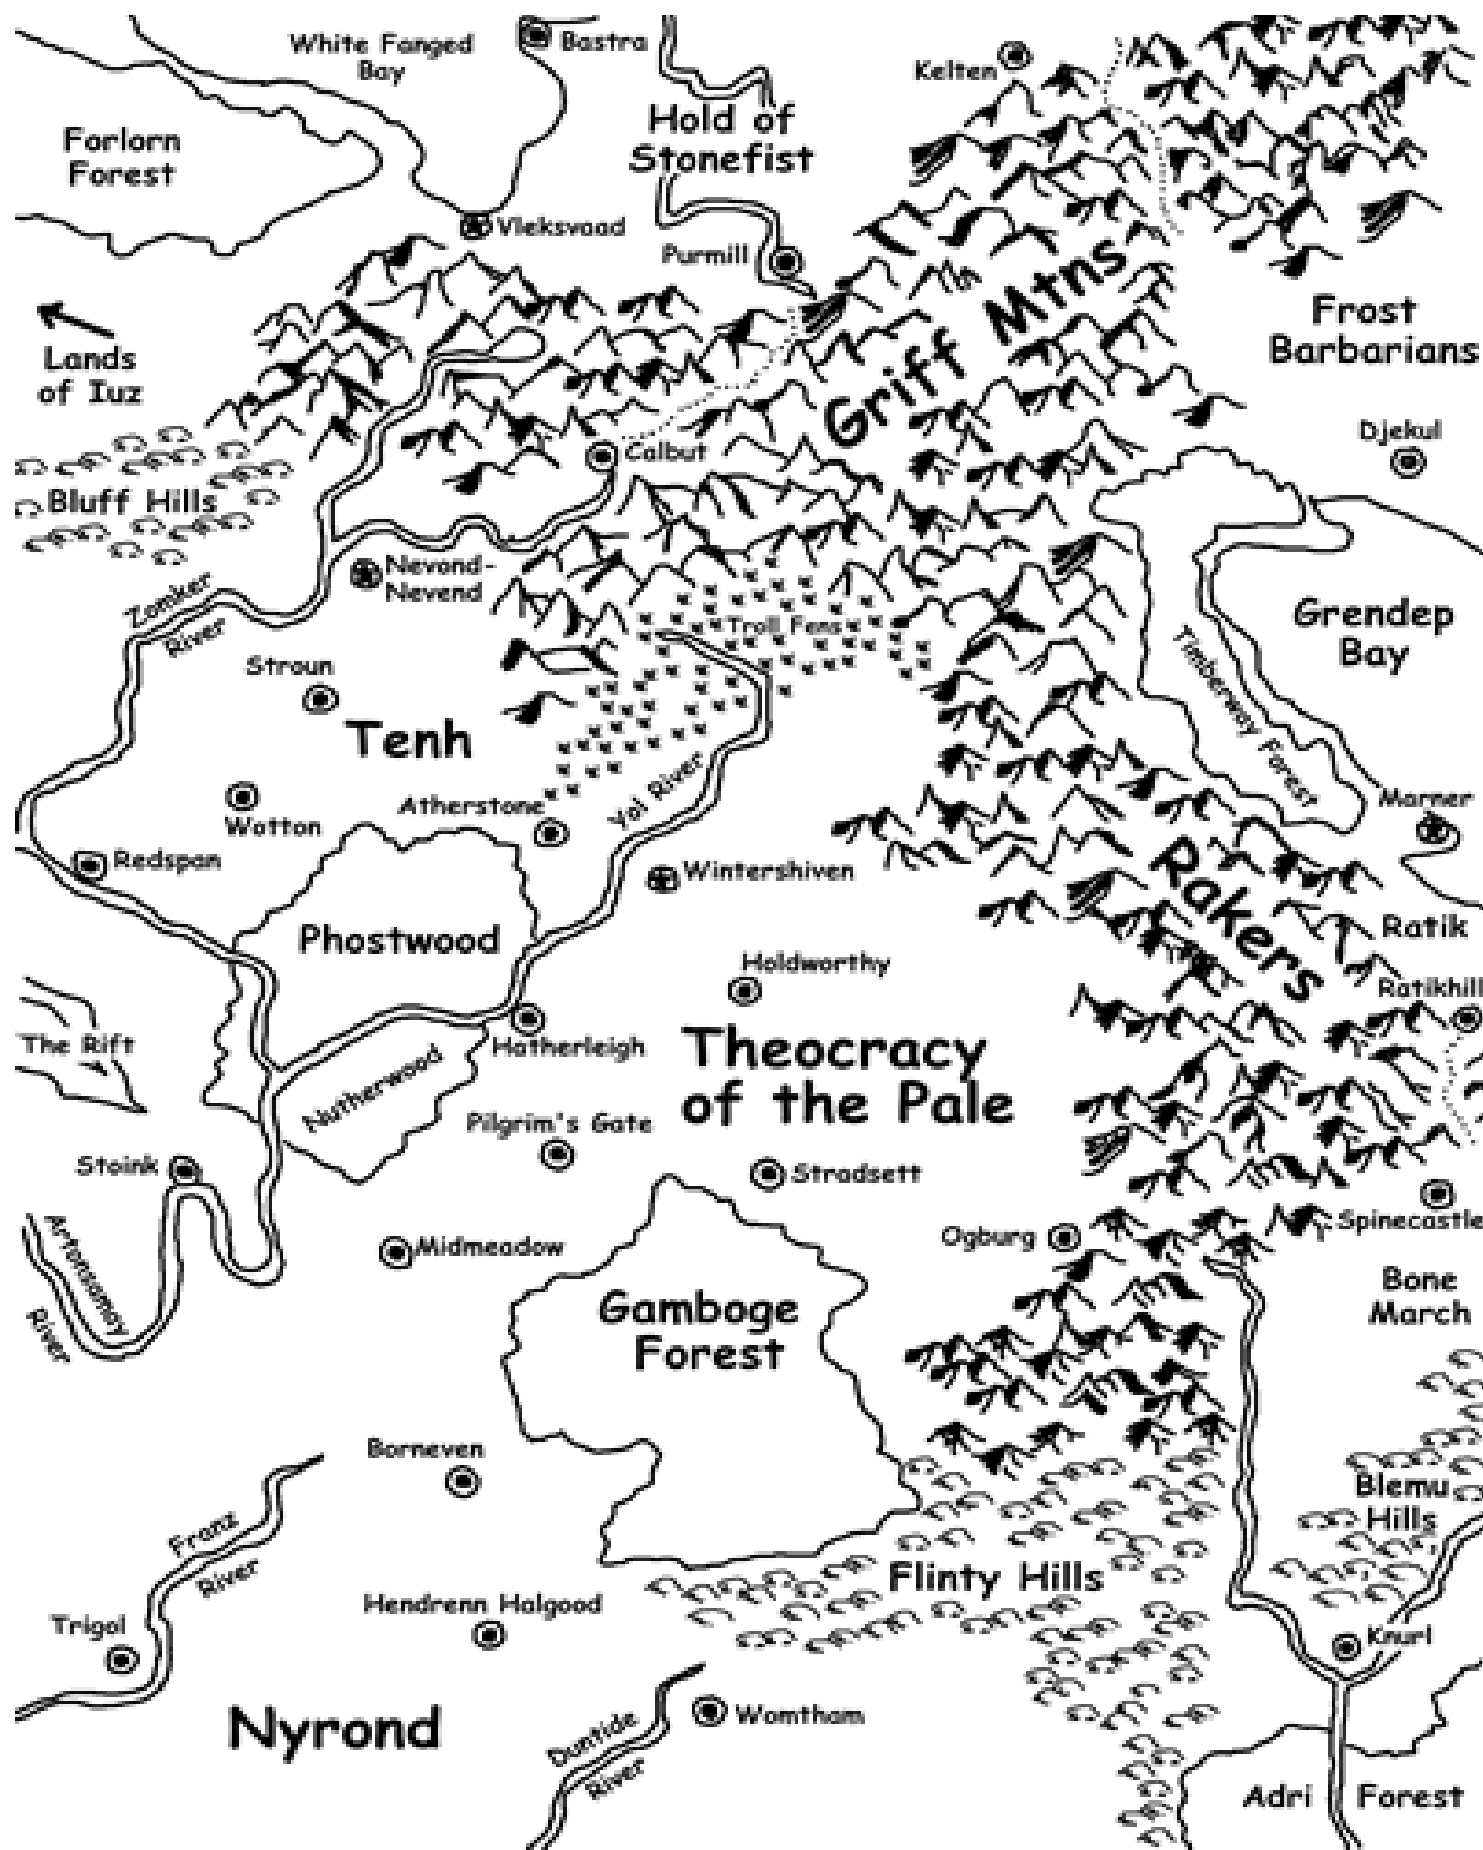 White Fanged
Bay
Bastra
Kelten
Forlorn
Forest
Hold of
Stonefist
Vleksvaad
Purmill
Griff Mtns
Frost
Barbarians
Lands
of Iuz
Djekul
Calbut
Bluff Hills
Nevond-
Nevend
Zomker
River
Troll Fens
Grendep
Bay
Timberway Forest
Stroun
Tenh
Yol River
Atherstone
Wotton
Marner
Redspan
Wintershiven
Rakers
Phostwood
Ratik
Holdworthy
Ratikhill
The Rift
Hatherleigh
Theocracy
of the Pale
Nutherwood
Pilgrim's Gate
Stoink
Stradsett
Spinecastle
Artonsamay
River
Midmeadow
Ogburg
Bone
March
Gamboge
Forest
Borneven
Blemu
Hills
Franz
River
Flinty Hills
Hendrenn Halgood
Trigol
Knurl
Nyrond
Womtham
Duntide
River
Adri Forest